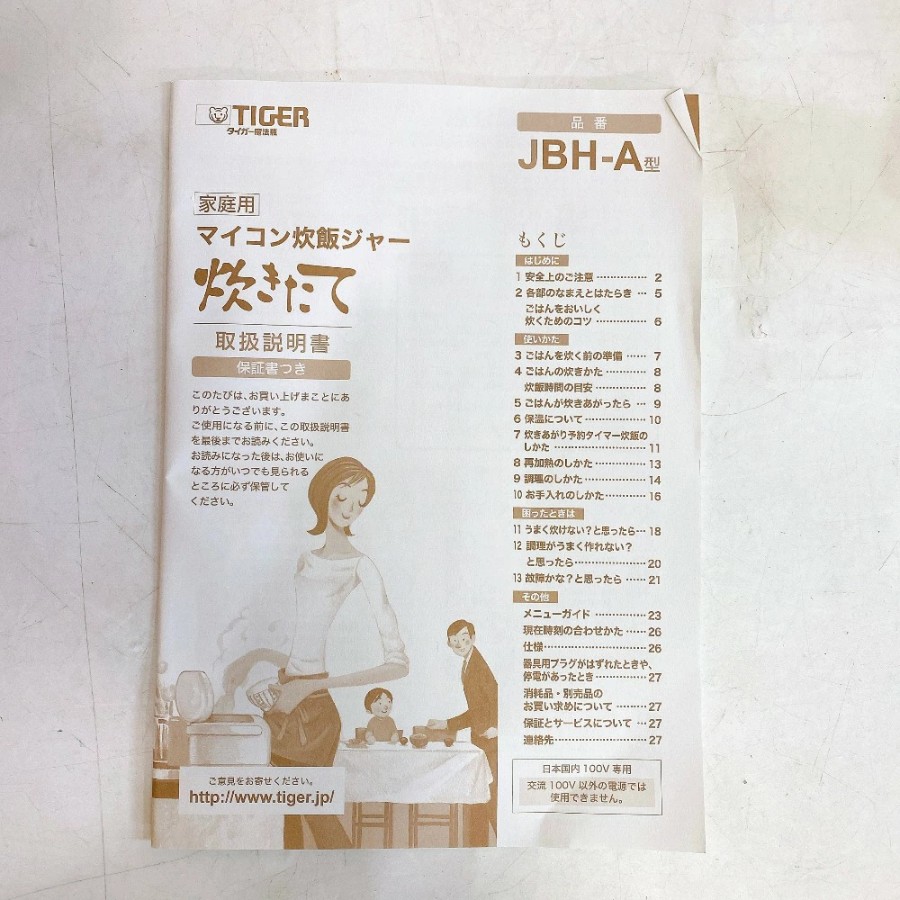 TIGER
タイガー魔法瓶
品番
JBH-A型
家庭用
マイコン炊飯ジャー
炊きたて
取扱説明書
保証書つき
このたびは、お買い上げまことにあ
りがとうございます。
ご使用になる前に、この取扱説明書
を最後までお読みください。
お読みになった後は、お使いに
なる方がいつでも見られる
ところに必ず保管して
ください。
ご意見をお寄せください。
http://www.tiger.jp/
もくじ
はじめに
1 安全上のご注意 …………… 2
2 各部のなまえとはたらき … 5
ごはんをおいしく
炊くためのコツ …………… 6
使いかた
3 ごはんを炊く前の準備 …… 7
4 ごはんの炊きかた ………… 8
炊飯時間の目安 …………… 8
5 ごはんが炊きあがったら … 9
6 保温について ……………… 10
7 炊きあがり予約タイマー炊飯の
しかた ……………………… 11
8 再加熱のしかた …………… 13
9 調理のしかた ……………… 14
10 お手入れのしかた ………… 16
困ったときは
11 うまく炊けない?と思ったら… 18
12 調理がうまく作れない?
と思ったら………………… 20
13 故障かな?と思ったら …… 21
その他
メニューガイド …………… 23
現在時刻の合わせかた …… 26
仕様………………………… 26
器具用プラグがはずれたときや、
停電があったとき………… 27
消耗品・別売品の
お買い求めについて ……… 27
保証とサービスについて … 27
連絡先……………………… 27
日本国内100V専用
交流100V以外の電源では
使用できません。